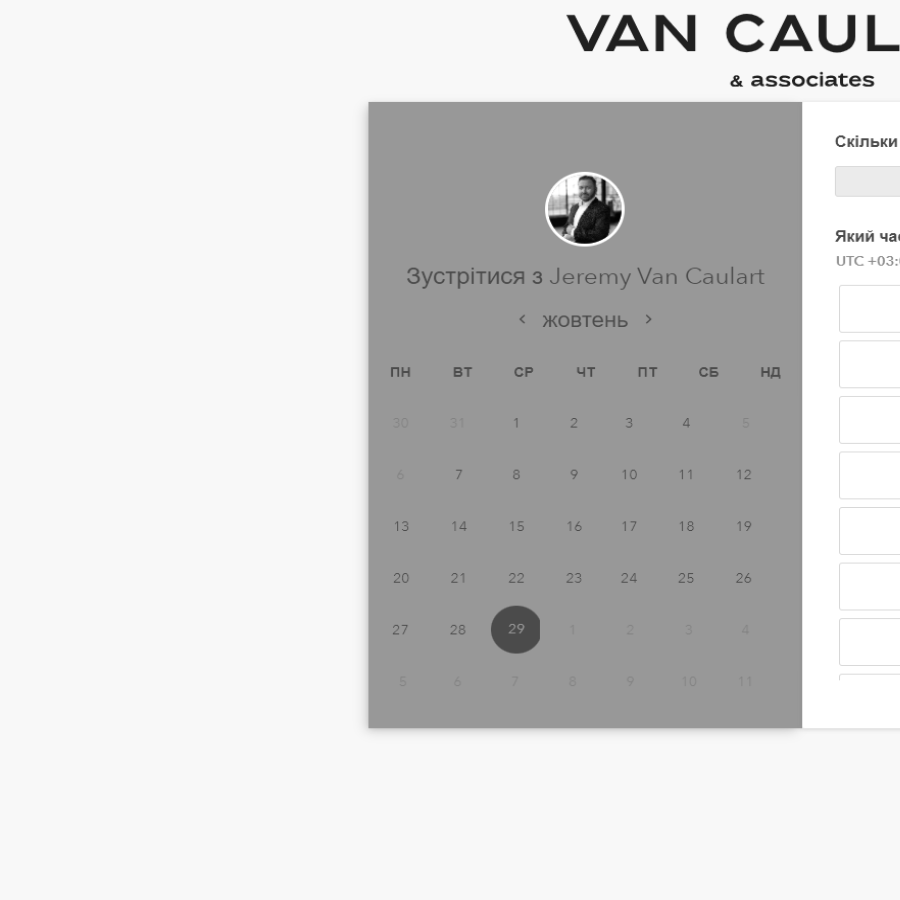 VAN CAUL
& associates
Скільки
Який ча
UTC +03:
Зустрітися з Jeremy Van Caulart
‹ жовтень ›
ПН ВТ СР ЧТ ПТ СБ НД
30 31 1 2 3 4 5
6 7 8 9 10 11 12
13 14 15 16 17 18 19
20 21 22 23 24 25 26
27 28 29 1 2 3 4
5 6 7 8 9 10 11